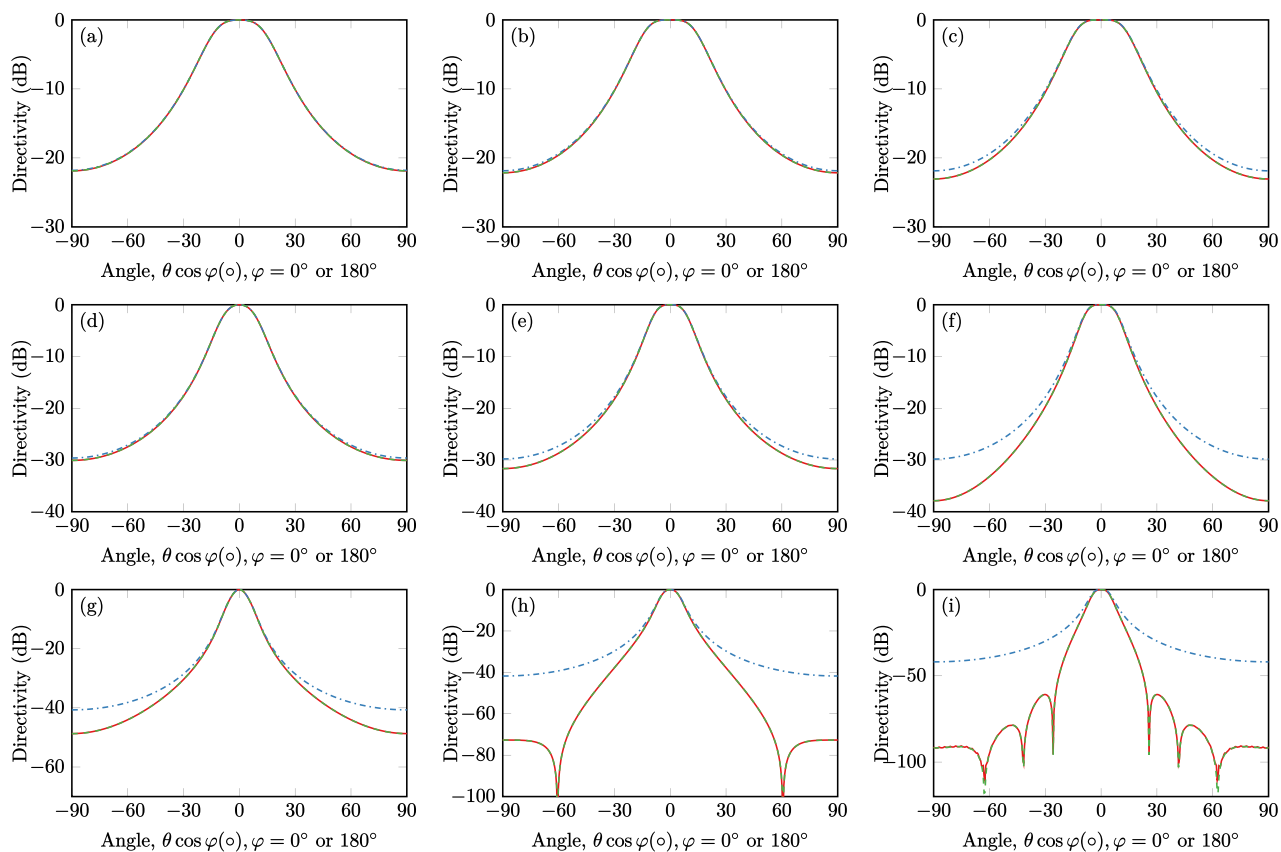 0 0 0
(a) (b) (c)
Directivity (dB) Directivity (dB) Directivity (dB)
−10 −10 −10
−20 −20 −20
−30 −30 −30
−90 −60 −30 0 30 60 90 −90 −60 −30 0 30 60 90 −90 −60 −30 0 30 60 90
Angle, θ cos φ(∘), φ = 0° or 180° Angle, θ cos φ(∘), φ = 0° or 180° Angle, θ cos φ(∘), φ = 0° or 180°
0 0 0
(d) (e) (f)
Directivity (dB) Directivity (dB) Directivity (dB)
−10 −10 −10
−20 −20 −20
−30 −30 −30
−40 −40 −40
−90 −60 −30 0 30 60 90 −90 −60 −30 0 30 60 90 −90 −60 −30 0 30 60 90
Angle, θ cos φ(∘), φ = 0° or 180° Angle, θ cos φ(∘), φ = 0° or 180° Angle, θ cos φ(∘), φ = 0° or 180°
0 0 0
(g) (h) (i)
Directivity (dB) Directivity (dB) Directivity (dB)
−20 −20 −50
−40 −40 −100
−60 −60
−80
−100
−90 −60 −30 0 30 60 90 −90 −60 −30 0 30 60 90 −90 −60 −30 0 30 60 90
Angle, θ cos φ(∘), φ = 0° or 180° Angle, θ cos φ(∘), φ = 0° or 180° Angle, θ cos φ(∘), φ = 0° or 180°